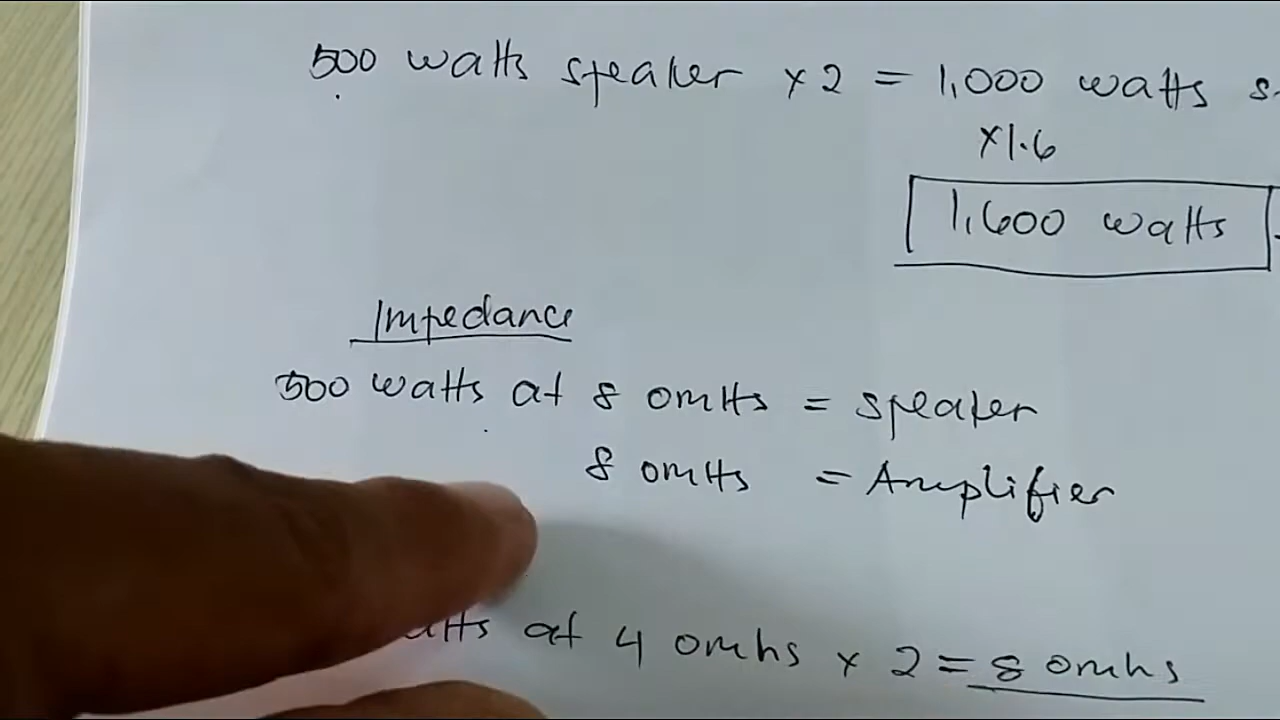 500 watts speaker x 2 = 1,000 watts
x1.6
1,600 watts
Impedance
500 watts at 8 omHs = speaker
8 omHs = Amplifier
at 4 omhs x 2 = 8 omhs